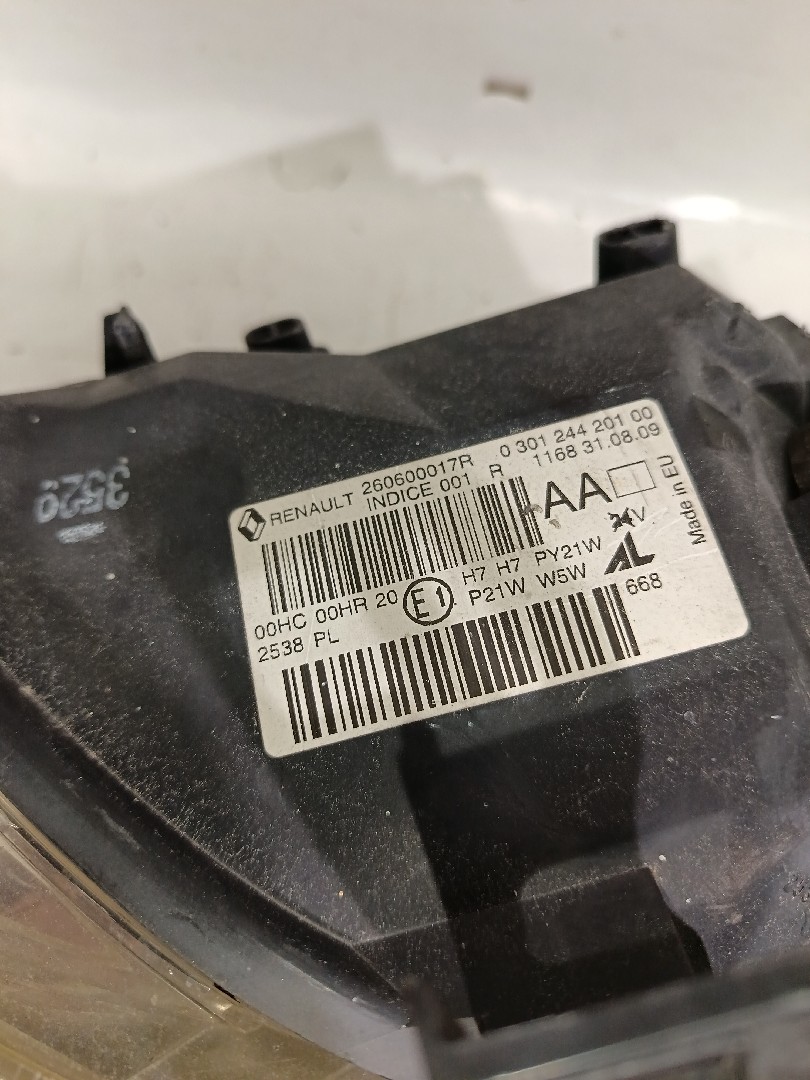 RENAULT 260600017R 0 301 244 201 00
INDICE 001 R 1168 31.08.09
AA
V
Made in EU
00HC 00HR 20 E1 H7 H7 PY21W
2538 PL P21W W5W AL
668
3529